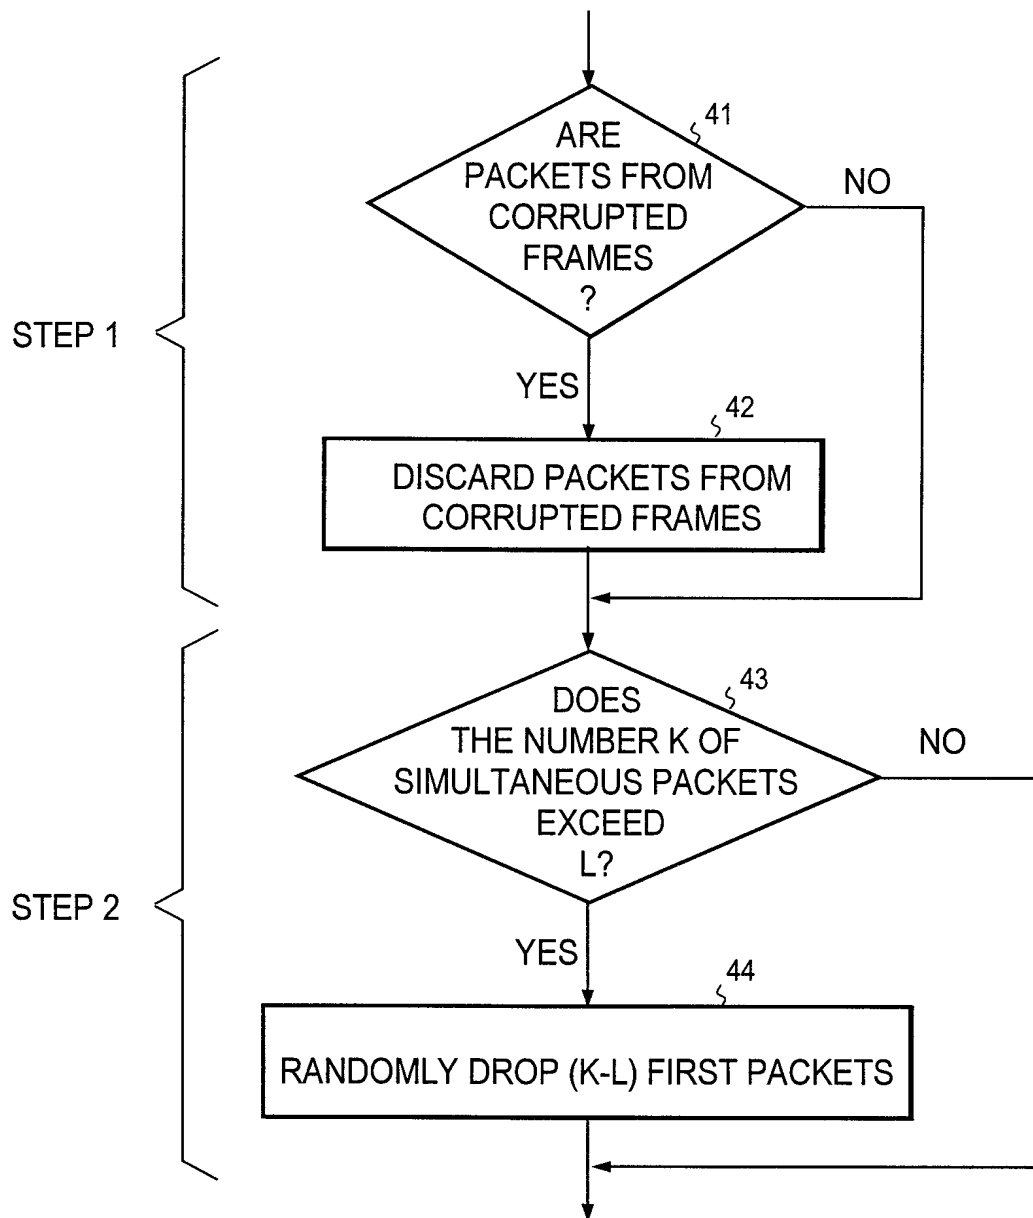 41
ARE
PACKETS FROM
CORRUPTED
FRAMES
?
NO
STEP 1
YES
42
DISCARD PACKETS FROM
CORRUPTED FRAMES
43
DOES
THE NUMBER K OF
SIMULTANEOUS PACKETS
EXCEED
L?
NO
STEP 2
YES
44
RANDOMLY DROP (K-L) FIRST PACKETS